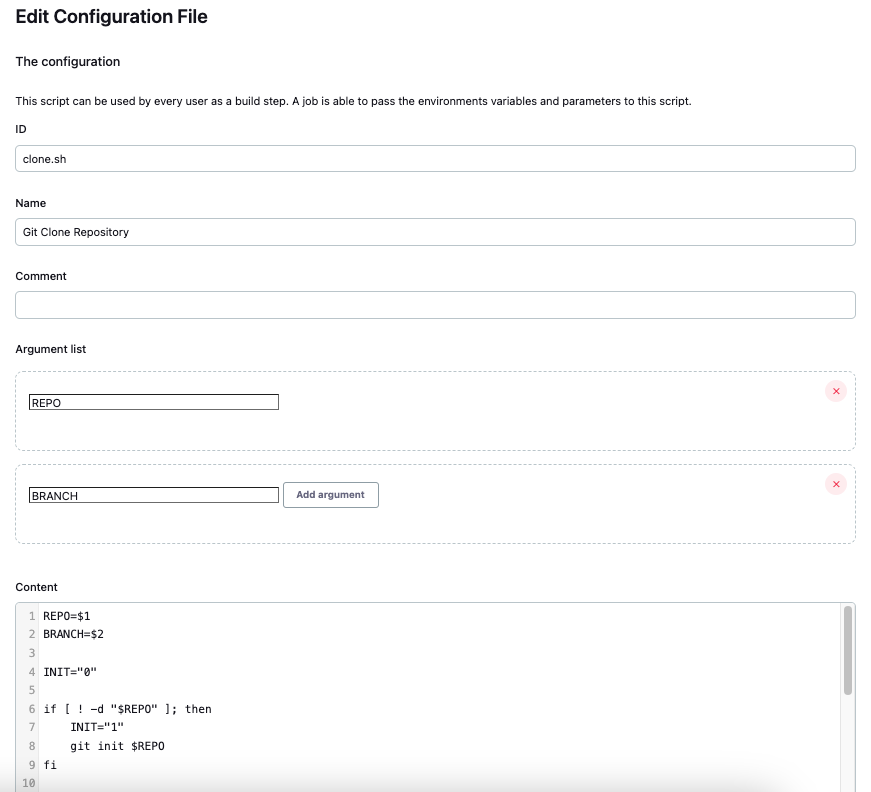 Edit Configuration File
The configuration
This script can be used by every user as a build step. A job is able to pass the environments variables and parameters to this script.
ID
clone.sh
Name
Git Clone Repository
Comment
Argument list
REPO
BRANCH Add argument
Content
1 REPO=$1
2 BRANCH=$2
3
4 INIT="0"
5
6 if [ ! -d "$REPO" ]; then
7     INIT="1"
8     git init $REPO
9 fi
10